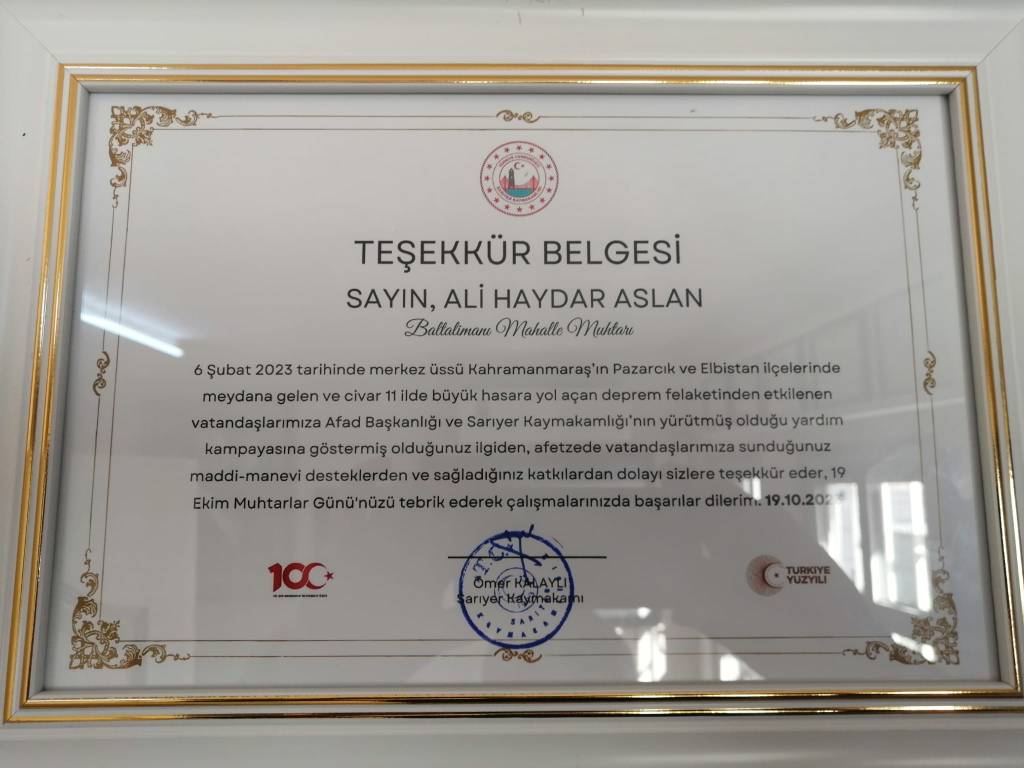 TEŞEKKÜR BELGESİ
SAYIN, ALİ HAYDAR ASLAN
Baltalimanı Mahalle Muhtarı
6 Şubat 2023 tarihinde merkez üssü Kahramanmaraş'ın Pazarcık ve Elbistan ilçelerinde
meydana gelen ve civar 11 ilde büyük hasara yol açan deprem felaketinden etkilenen
vatandaşlarımıza Afad Başkanlığı ve Sarıyer Kaymakamlığı'nın yürütmüş olduğu yardım
kampayasına göstermiş olduğunuz ilgiden, afetzede vatandaşlarımıza sunduğunuz
maddi-manevi desteklerden ve sağladığınız katkılardan dolayı sizlere teşekkür eder, 19
Ekim Muhtarlar Günü'nüzü tebrik ederek çalışmalarınızda başarılar dilerim. 19.10.2023
100
TÜRKİYE
YÜZYILI
Ömer KALAYLI
Sarıyer Kaymakamı
T.C.
SARIYER
KAYMAKAM